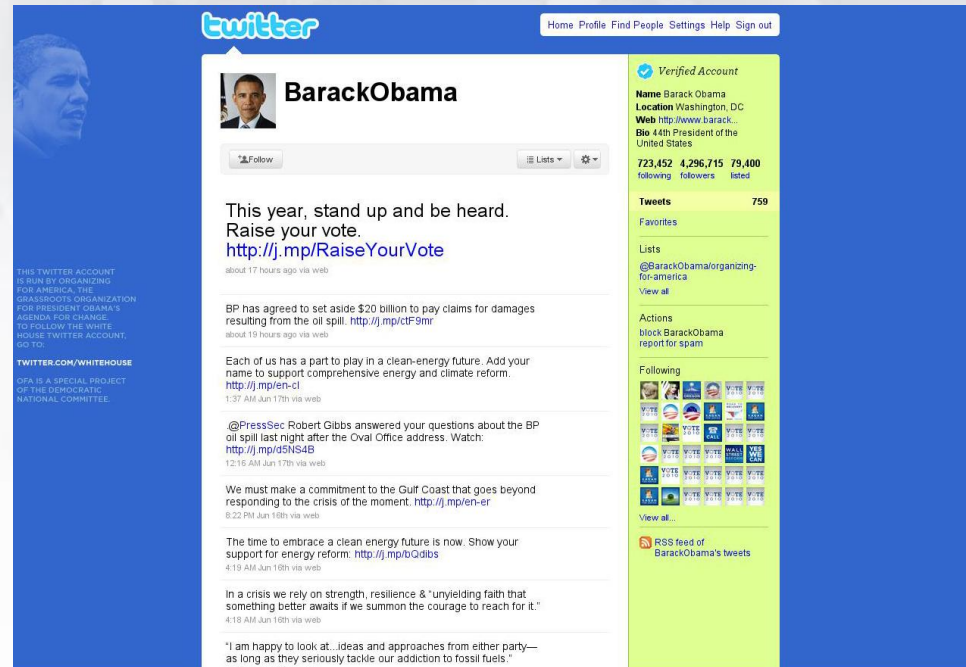 twitter
Home Profile Find People Settings Help Sign out
BarackObama
Follow
Lists
This year, stand up and be heard.
Raise your vote.
http://j.mp/RaiseYourVote
about 17 hours ago via web
BP has agreed to set aside $20 billion to pay claims for damages
resulting from the oil spill. http://j.mp/ctF9mr
about 19 hours ago via web
Each of us has a part to play in a clean-energy future. Add your
name to support comprehensive energy and climate reform.
http://j.mp/en-cl
1:37 AM Jun 17th via web
.@PressSec Robert Gibbs answered your questions about the BP
oil spill last night after the Oval Office address. Watch:
http://j.mp/d5NS4B
12:16 AM Jun 17th via web
We must make a commitment to the Gulf Coast that goes beyond
responding to the crisis of the moment. http://j.mp/en-er
8:22 PM Jun 16th via web
The time to embrace a clean energy future is now. Show your
support for energy reform: http://j.mp/bQdibs
4:19 AM Jun 16th via web
In a crisis we rely on strength, resilience & "unyielding faith that
something better awaits if we summon the courage to reach for it."
4:18 AM Jun 16th via web
"I am happy to look at...ideas and approaches from either party—
as long as they seriously tackle our addiction to fossil fuels."
Verified Account
Name Barack Obama
Location Washington, DC
Web http://www.barack...
Bio 44th President of the
United States
723,452 4,296,715 79,400
following followers listed
Tweets 759
Favorites
Lists
@BarackObama/organizing-
for-america
View all
Actions
block BarackObama
report for spam
Following
VOTE 2010
CALL
WALL STREET
YES WE CAN
View all...
RSS feed of
BarackObama's tweets
THIS TWITTER ACCOUNT
IS RUN BY ORGANIZING
FOR AMERICA, THE
GRASSROOTS ORGANIZATION
FOR PRESIDENT OBAMA'S
AGENDA FOR CHANGE.
TO FOLLOW THE WHITE
HOUSE TWITTER ACCOUNT,
GO TO:
TWITTER.COM/WHITEHOUSE
OFA IS A SPECIAL PROJECT
OF THE DEMOCRATIC
NATIONAL COMMITTEE.